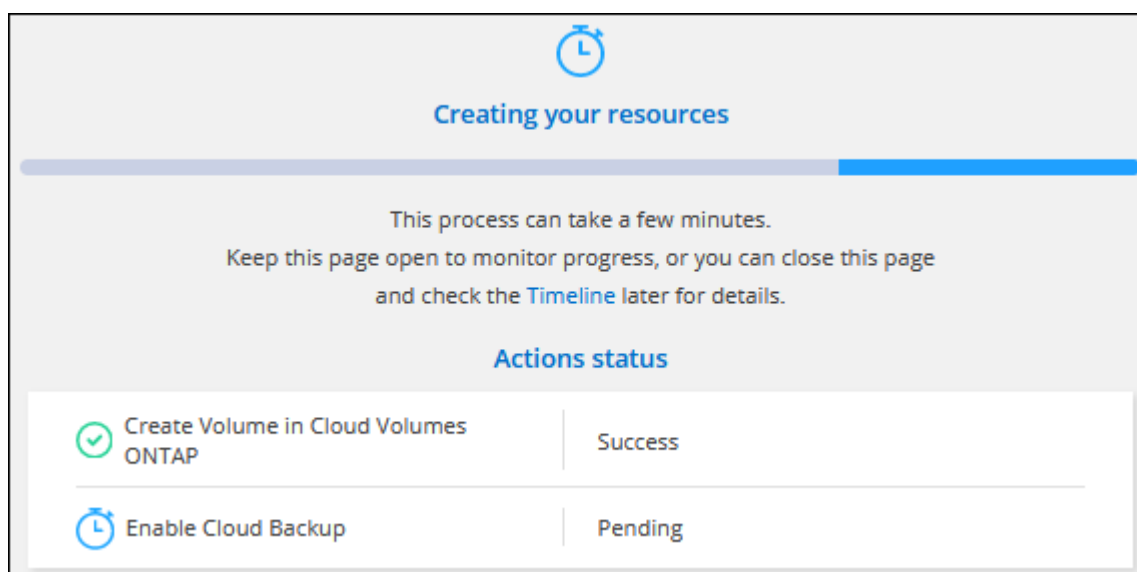 Creating your resources
This process can take a few minutes.
Keep this page open to monitor progress, or you can close this page
and check the Timeline later for details.
Actions status
Create Volume in Cloud Volumes
ONTAP
Success
Enable Cloud Backup
Pending